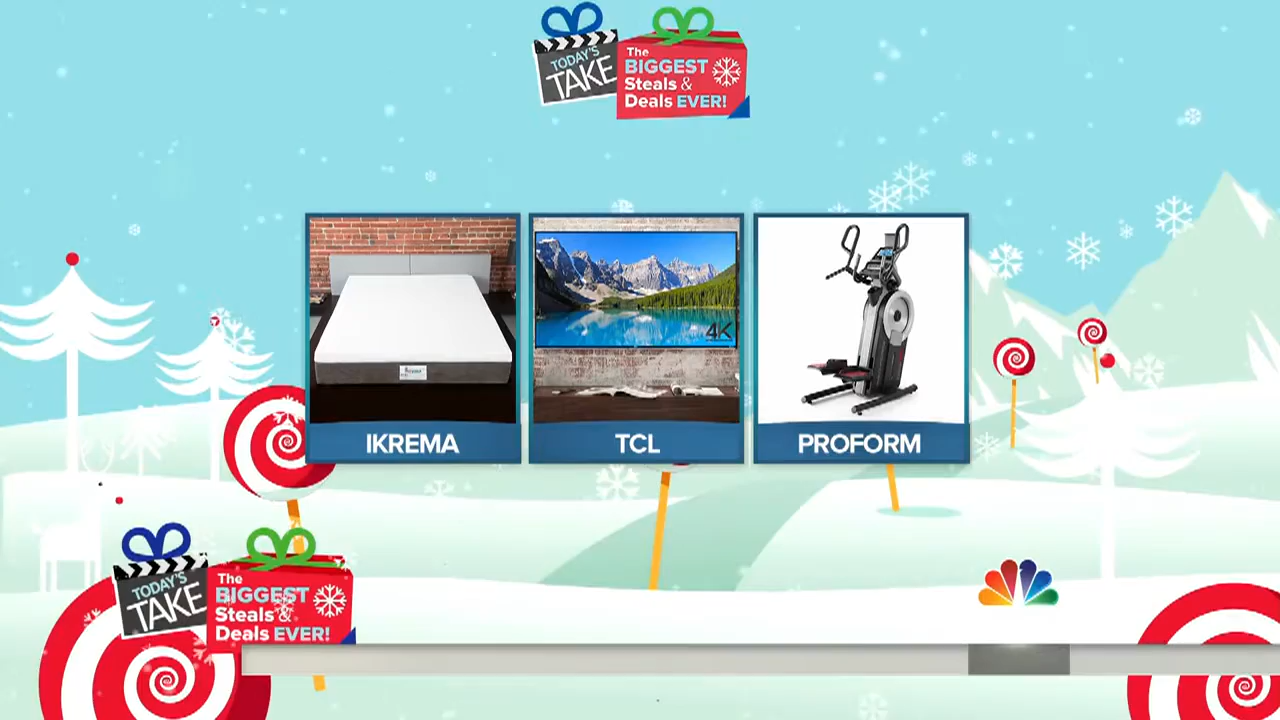 TODAY'S
TAKE
The
BIGGEST
Steals &
Deals EVER!
4K
IKREMA
TCL
PROFORM
TODAY'S
TAKE
The
BIGGEST
Steals &
Deals EVER!